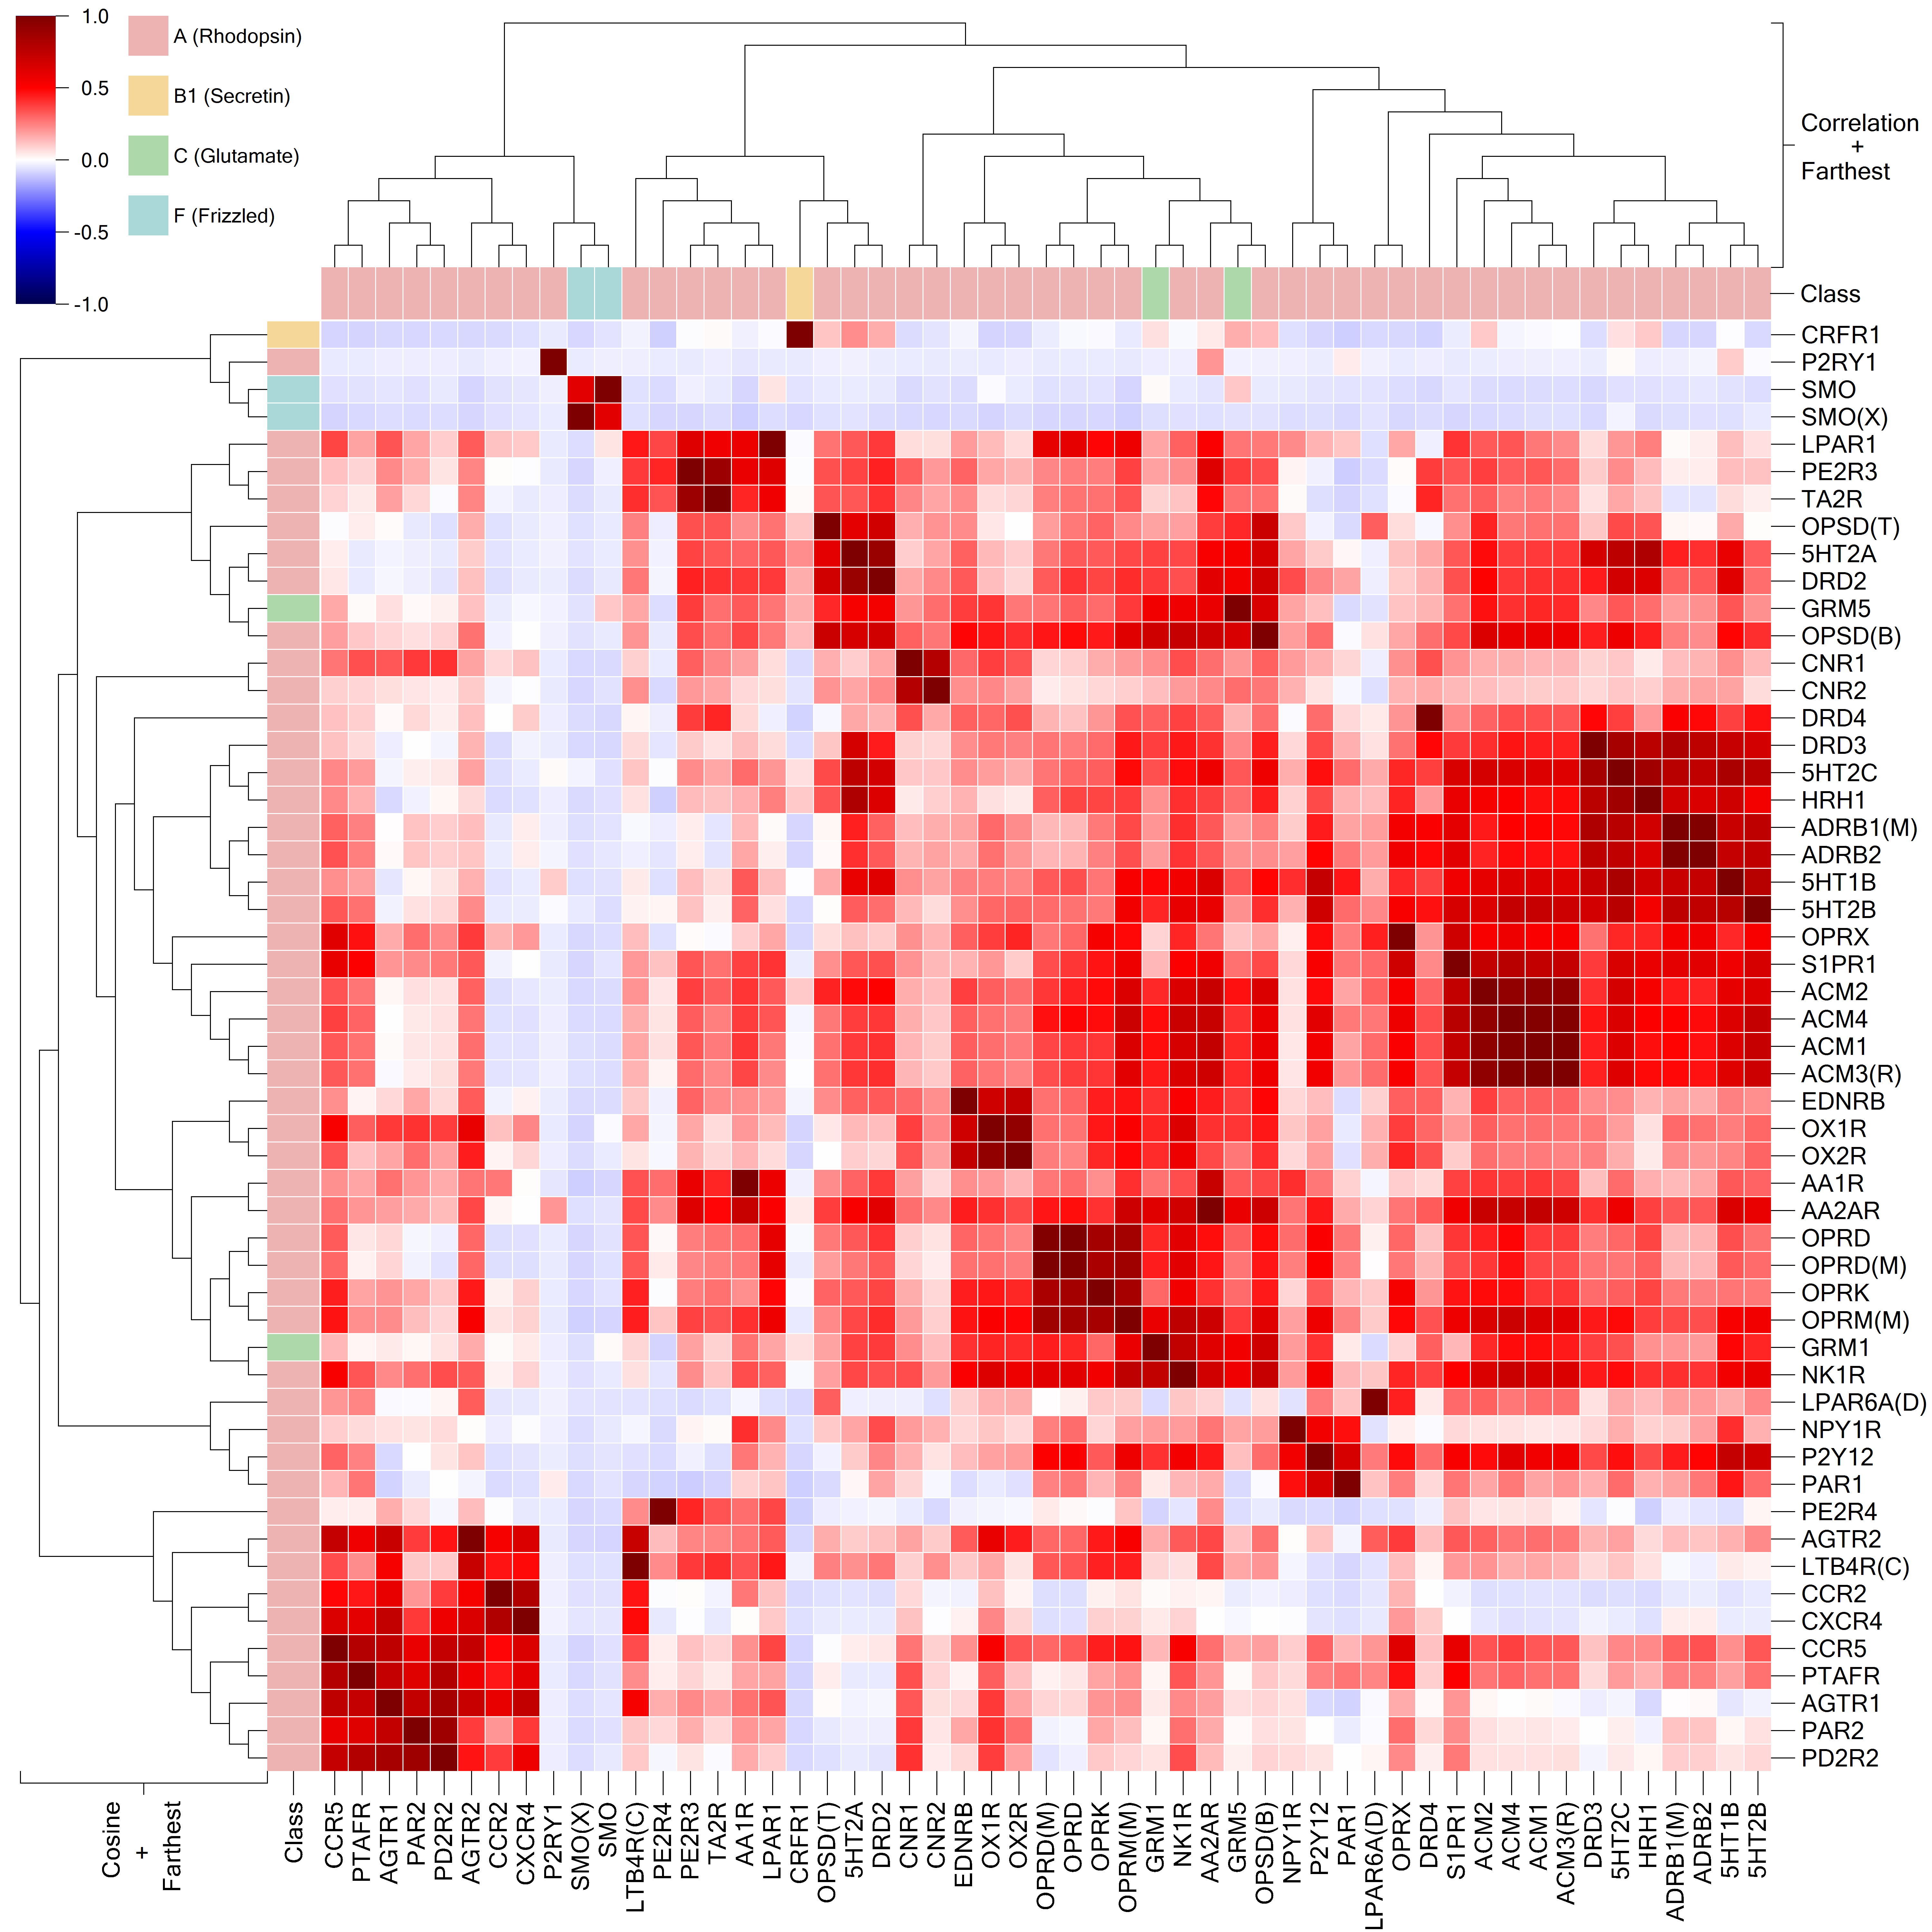 1.0
0.5
0.0
-0.5
-1.0
A (Rhodopsin)
B1 (Secretin)
C (Glutamate)
F (Frizzled)
Correlation
+
Farthest
Class
CRFR1
P2RY1
SMO
SMO(X)
LPAR1
PE2R3
TA2R
OPSD(T)
5HT2A
DRD2
GRM5
OPSD(B)
CNR1
CNR2
DRD4
DRD3
5HT2C
HRH1
ADRB1(M)
ADRB2
5HT1B
5HT2B
OPRX
S1PR1
ACM2
ACM4
ACM1
ACM3(R)
EDNRB
OX1R
OX2R
AA1R
AA2AR
OPRD
OPRD(M)
OPRK
OPRM(M)
GRM1
NK1R
LPAR6A(D)
NPY1R
P2Y12
PAR1
PE2R4
AGTR2
LTB4R(C)
CCR2
CXCR4
CCR5
PTAFR
AGTR1
PAR2
PD2R2
Cosine
+
Farthest
Class
CCR5
PTAFR
AGTR1
PAR2
PD2R2
AGTR2
CCR2
CXCR4
P2RY1
SMO(X)
SMO
LTB4R(C)
PE2R4
PE2R3
TA2R
AA1R
LPAR1
CRFR1
OPSD(T)
5HT2A
DRD2
CNR1
CNR2
EDNRB
OX1R
OX2R
OPRD(M)
OPRD
OPRK
OPRM(M)
GRM1
NK1R
AA2AR
GRM5
OPSD(B)
NPY1R
P2Y12
PAR1
LPAR6A(D)
OPRX
DRD4
S1PR1
ACM2
ACM4
ACM1
ACM3(R)
DRD3
5HT2C
HRH1
ADRB1(M)
ADRB2
5HT1B
5HT2B